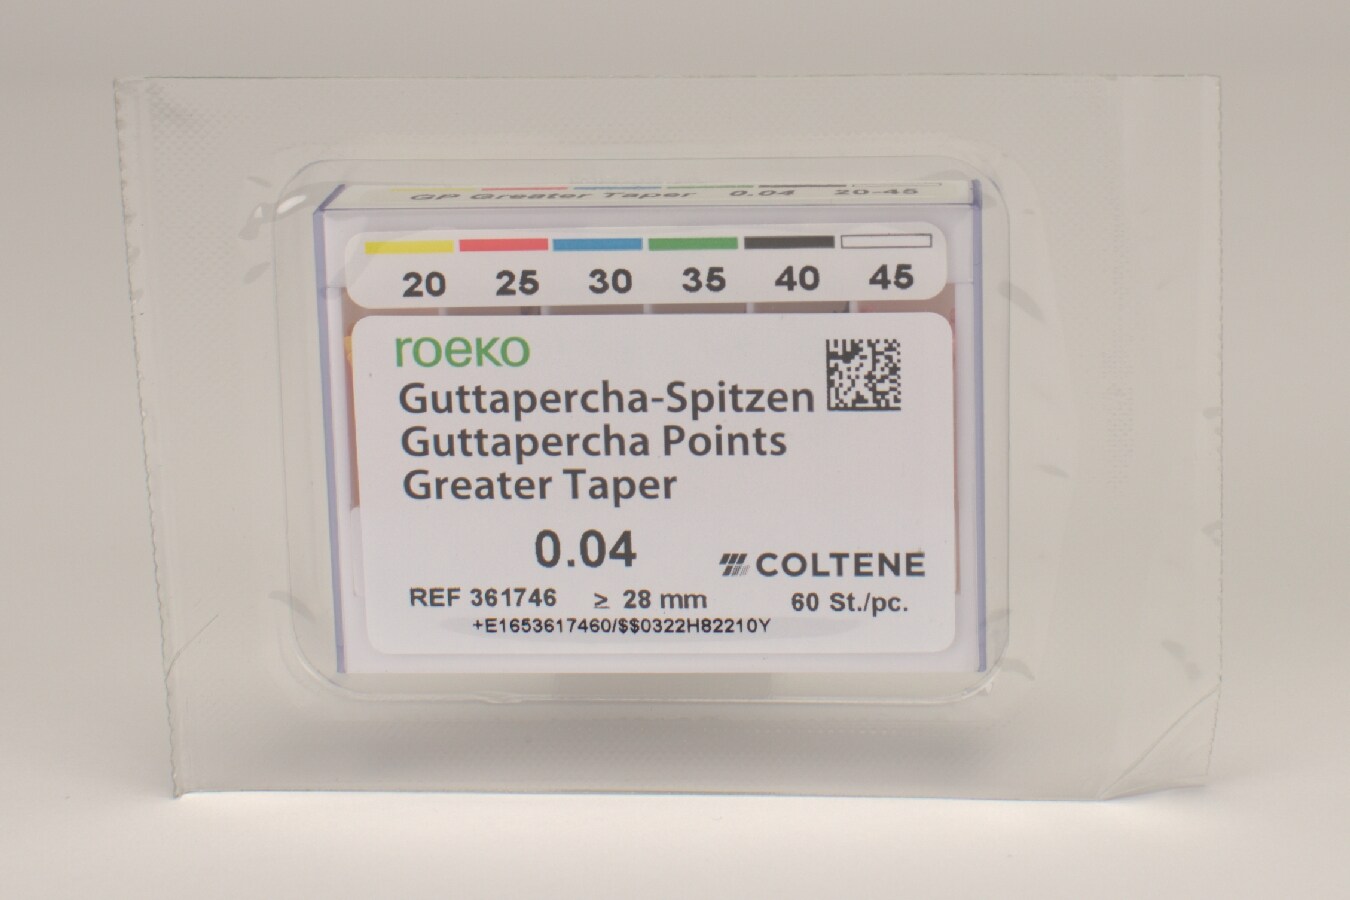 GP Greater Taper 0.04 20-45
20 25 30 35 40 45
roeko
Guttapercha-Spitzen
Guttapercha Points
Greater Taper
0.04
COLTENE
REF 361746 ≥ 28 mm 60 St./pc.
+E1653617460/$$0322H82210Y